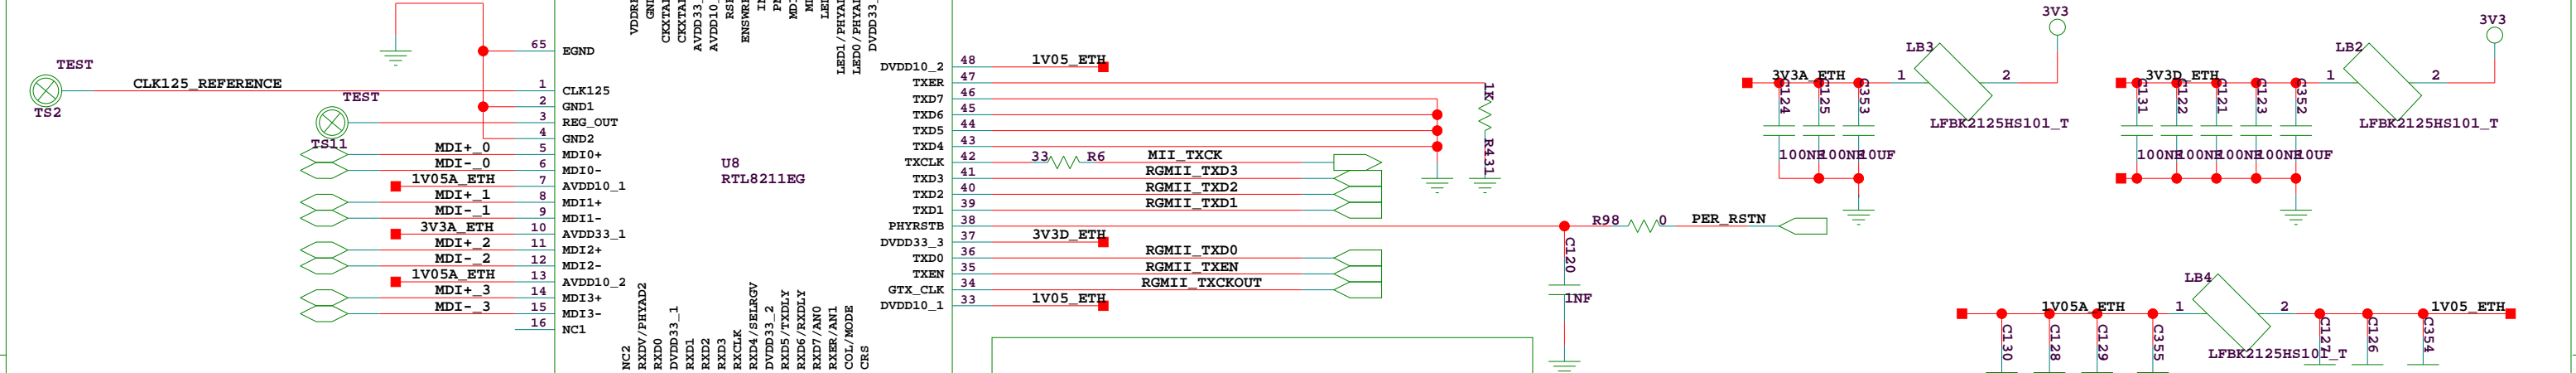 TEST
TS2
CLK125_REFERENCE
TEST
TS11
65 EGND
1 CLK125
2 GND1
3 REG_OUT
4 GND2
MDI+_0 5 MDI0+
MDI-_0 6 MDI0-
1V05A_ETH 7 AVDD10_1
MDI+_1 8 MDI1+
MDI-_1 9 MDI1-
3V3A_ETH 10 AVDD33_1
MDI+_2 11 MDI2+
MDI-_2 12 MDI2-
1V05A_ETH 13 AVDD10_2
MDI+_3 14 MDI3+
MDI-_3 15 MDI3-
16 NC1
U8
RTL8211EG
NC2
RXDV/PHYAD2
RXD0
DVDD33_1
RXD1
RXD2
RXD3
RXCLK
RXD4/SELRGV
DVDD33_2
RXD5/TXDLY
RXD6/RXDLY
RXD7/AN0
RXER/AN1
COL/MODE
CRS
DVDD10_2 48 1V05_ETH
TXER 47
TXD7 46
TXD6 45
TXD5 44
TXD4 43
TXCLK 42 33 R6 MII_TXCK
TXD3 41 RGMII_TXD3
TXD2 40 RGMII_TXD2
TXD1 39 RGMII_TXD1
PHYRSTB 38
DVDD33_3 37 3V3D_ETH
TXD0 36 RGMII_TXD0
TXEN 35 RGMII_TXEN
GTX_CLK 34 RGMII_TXCKOUT
DVDD10_1 33 1V05_ETH
1K
R431
R98 0 PER_RSTN
C120
1NF
3V3
LB3
3V3A_ETH 1 2
C124 C125 C353
LFBK2125HS101_T
100NF 100NF 10UF
3V3
LB2
3V3D_ETH 1 2
C131 C122 C121 C123 C352
LFBK2125HS101_T
100NF 100NF 100NF 100NF 10UF
LB4
1V05A_ETH 1 2 1V05_ETH
C130 C128 C129 C355 C127 C126 C354
LFBK2125HS101_T